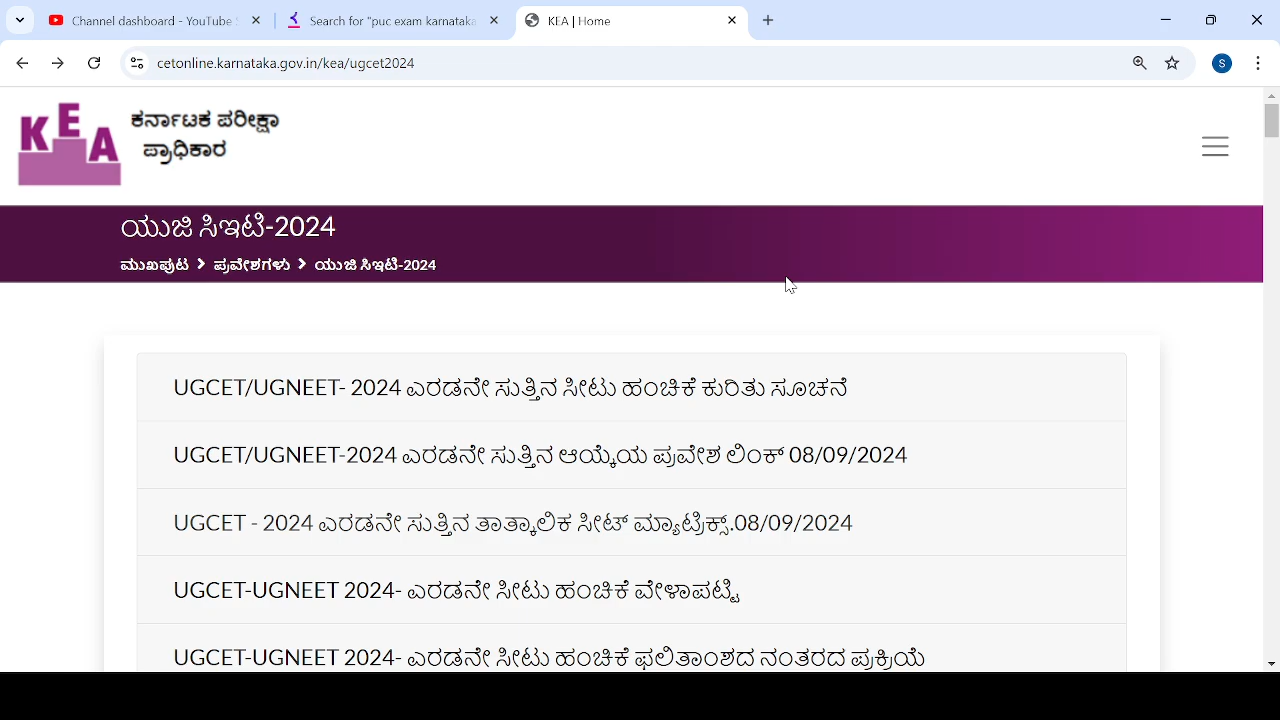 Channel dashboard - YouTube
Search for "puc exam karnataka
KEA | Home
cetonline.karnataka.gov.in/kea/ugcet2024
S
KEA
ಕರ್ನಾಟಕ ಪರೀಕ್ಷಾ
ಪ್ರಾಧಿಕಾರ
ಯುಜಿ ಸಿಇಟಿ-2024
ಮುಖಪುಟ > ಪ್ರವೇಶಗಳು > ಯುಜಿ ಸಿಇಟಿ-2024
UGCET/UGNEET- 2024 ಎರಡನೇ ಸುತ್ತಿನ ಸೀಟು ಹಂಚಿಕೆ ಕುರಿತು ಸೂಚನೆ
UGCET/UGNEET-2024 ಎರಡನೇ ಸುತ್ತಿನ ಆಯ್ಕೆಯ ಪ್ರವೇಶ ಲಿಂಕ್ 08/09/2024
UGCET - 2024 ಎರಡನೇ ಸುತ್ತಿನ ತಾತ್ಕಾಲಿಕ ಸೀಟ್ ಮ್ಯಾಟ್ರಿಕ್ಸ್.08/09/2024
UGCET-UGNEET 2024- ಎರಡನೇ ಸೀಟು ಹಂಚಿಕೆ ವೇಳಾಪಟ್ಟಿ
UGCET-UGNEET 2024- ಎರಡನೇ ಸೀಟು ಹಂಚಿಕೆ ಫಲಿತಾಂಶದ ನಂತರದ ಪ್ರಕ್ರಿಯೆ